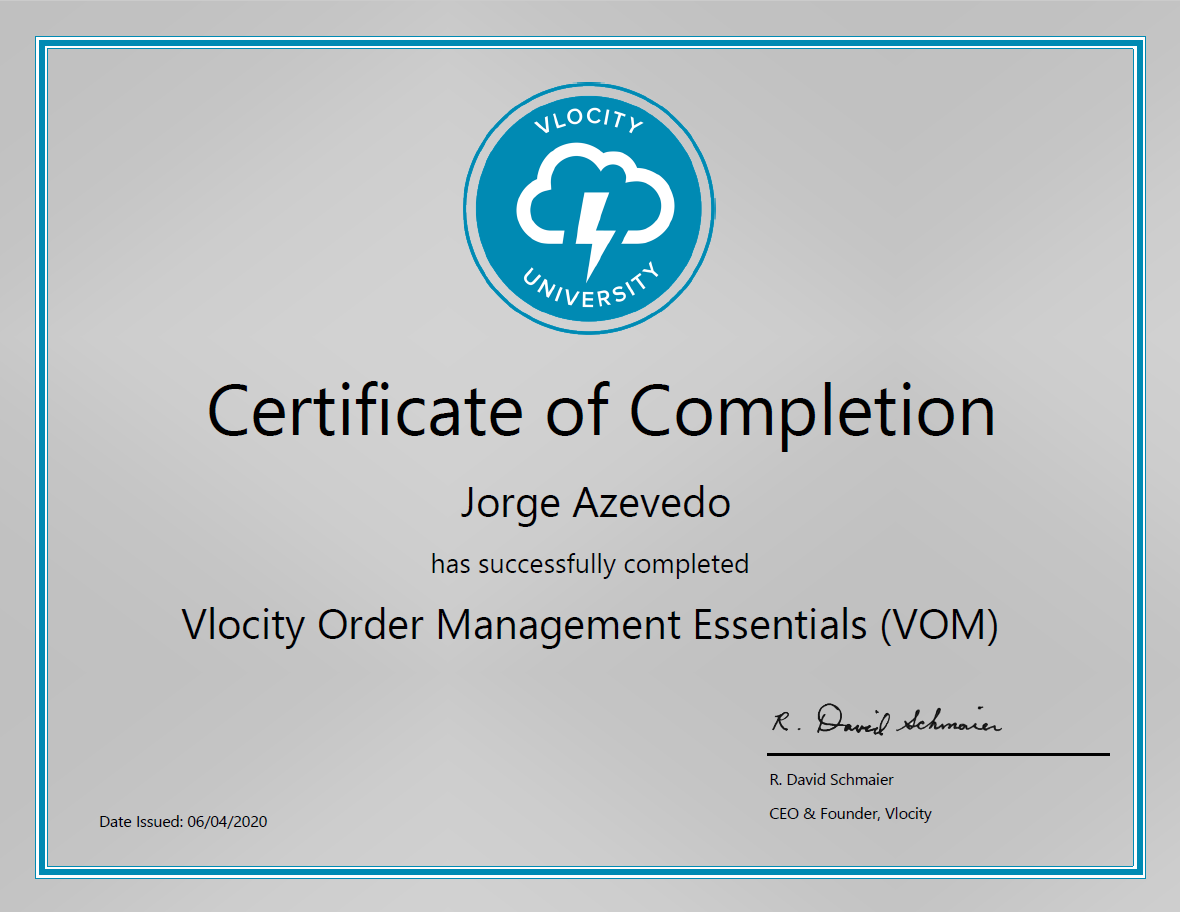 VLOCITY
UNIVERSITY
Certificate of Completion
Jorge Azevedo
has successfully completed
Vlocity Order Management Essentials (VOM)
R. David Schmaier
R. David Schmaier
CEO & Founder, Vlocity
Date Issued: 06/04/2020